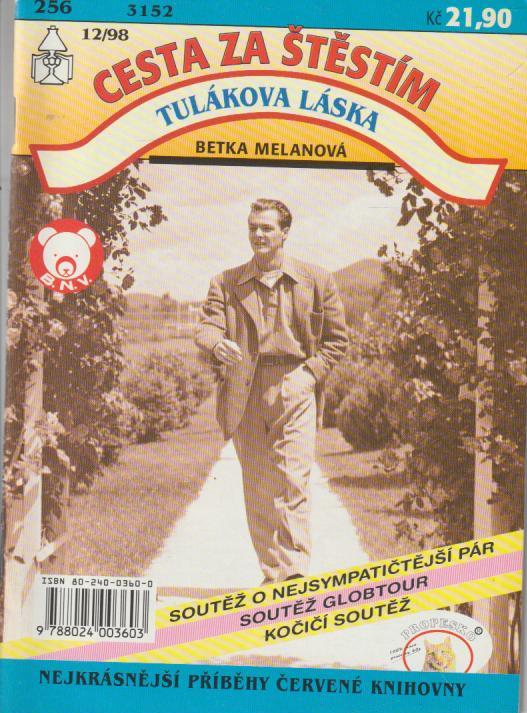 256
3152
Kč 21,90
12/98
CESTA ZA ŠTĚSTÍM
TULÁKOVA LÁSKA
BETKA MELANOVÁ
B.N.V.
ISBN 80-240-0360-0
9 788024 003603
SOUTĚŽ O NEJSYMPATIČTĚJŠÍ PÁR
SOUTĚŽ GLOBTOUR
KOČIČÍ SOUTĚŽ
PROPESKO®
NEJKRÁSNĚJŠÍ PŘÍBĚHY ČERVENÉ KNIHOVNY